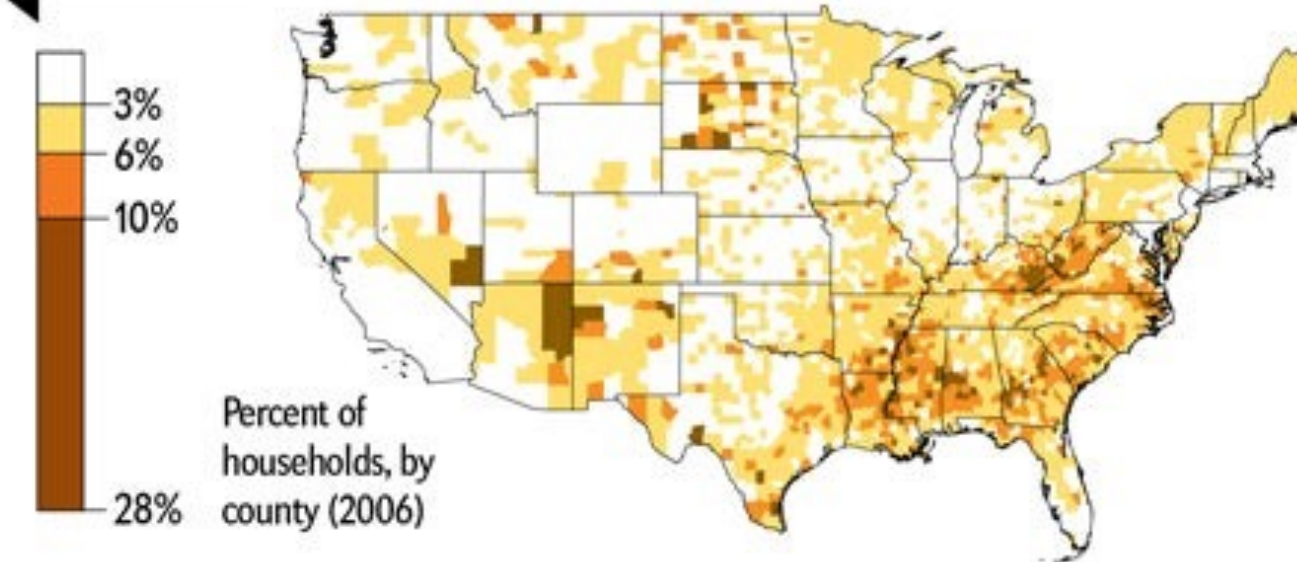 3%
6%
10%
28%
Percent of
households, by
county (2006)